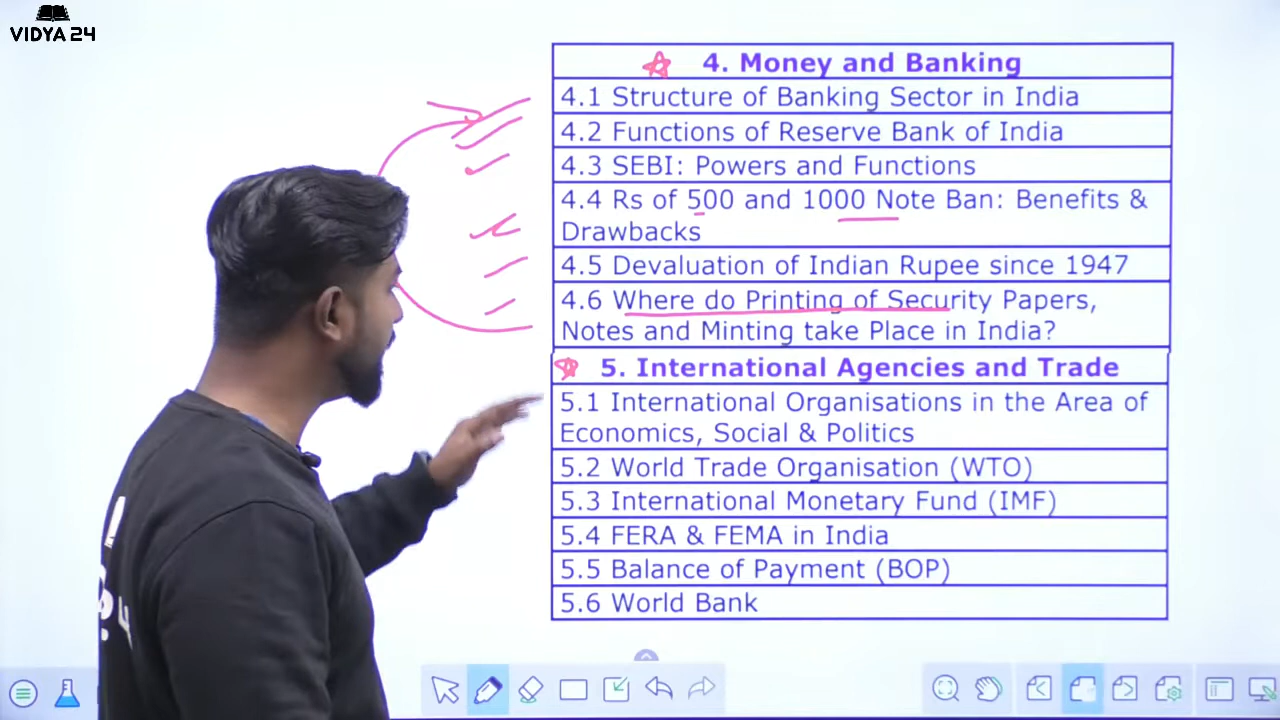 VIDYA 24
4. Money and Banking
4.1 Structure of Banking Sector in India
4.2 Functions of Reserve Bank of India
4.3 SEBI: Powers and Functions
4.4 Rs of 500 and 1000 Note Ban: Benefits &
Drawbacks
4.5 Devaluation of Indian Rupee since 1947
4.6 Where do Printing of Security Papers,
Notes and Minting take Place in India?
5. International Agencies and Trade
5.1 International Organisations in the Area of
Economics, Social & Politics
5.2 World Trade Organisation (WTO)
5.3 International Monetary Fund (IMF)
5.4 FERA & FEMA in India
5.5 Balance of Payment (BOP)
5.6 World Bank